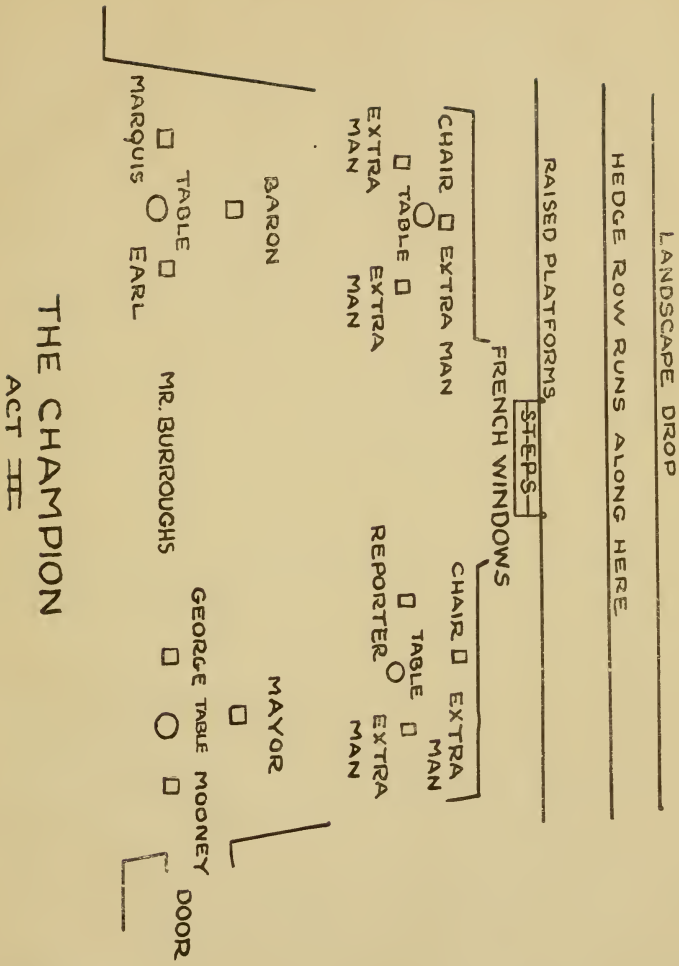 LANDSCAPE DROP
HEDGE ROW RUNS ALONG HERE
RAISED PLATFORMS
STEPS
FRENCH WINDOWS
CHAIR EXTRA MAN
TABLE
EXTRA
MAN
EXTRA
MAN
CHAIR EXTRA
MAN
TABLE
REPORTER
EXTRA
MAN
BARON
TABLE
MARQUIS EARL
MR. BURROUGHS
MAYOR
GEORGE TABLE MOONEY
DOOR
THE CHAMPION
ACT II